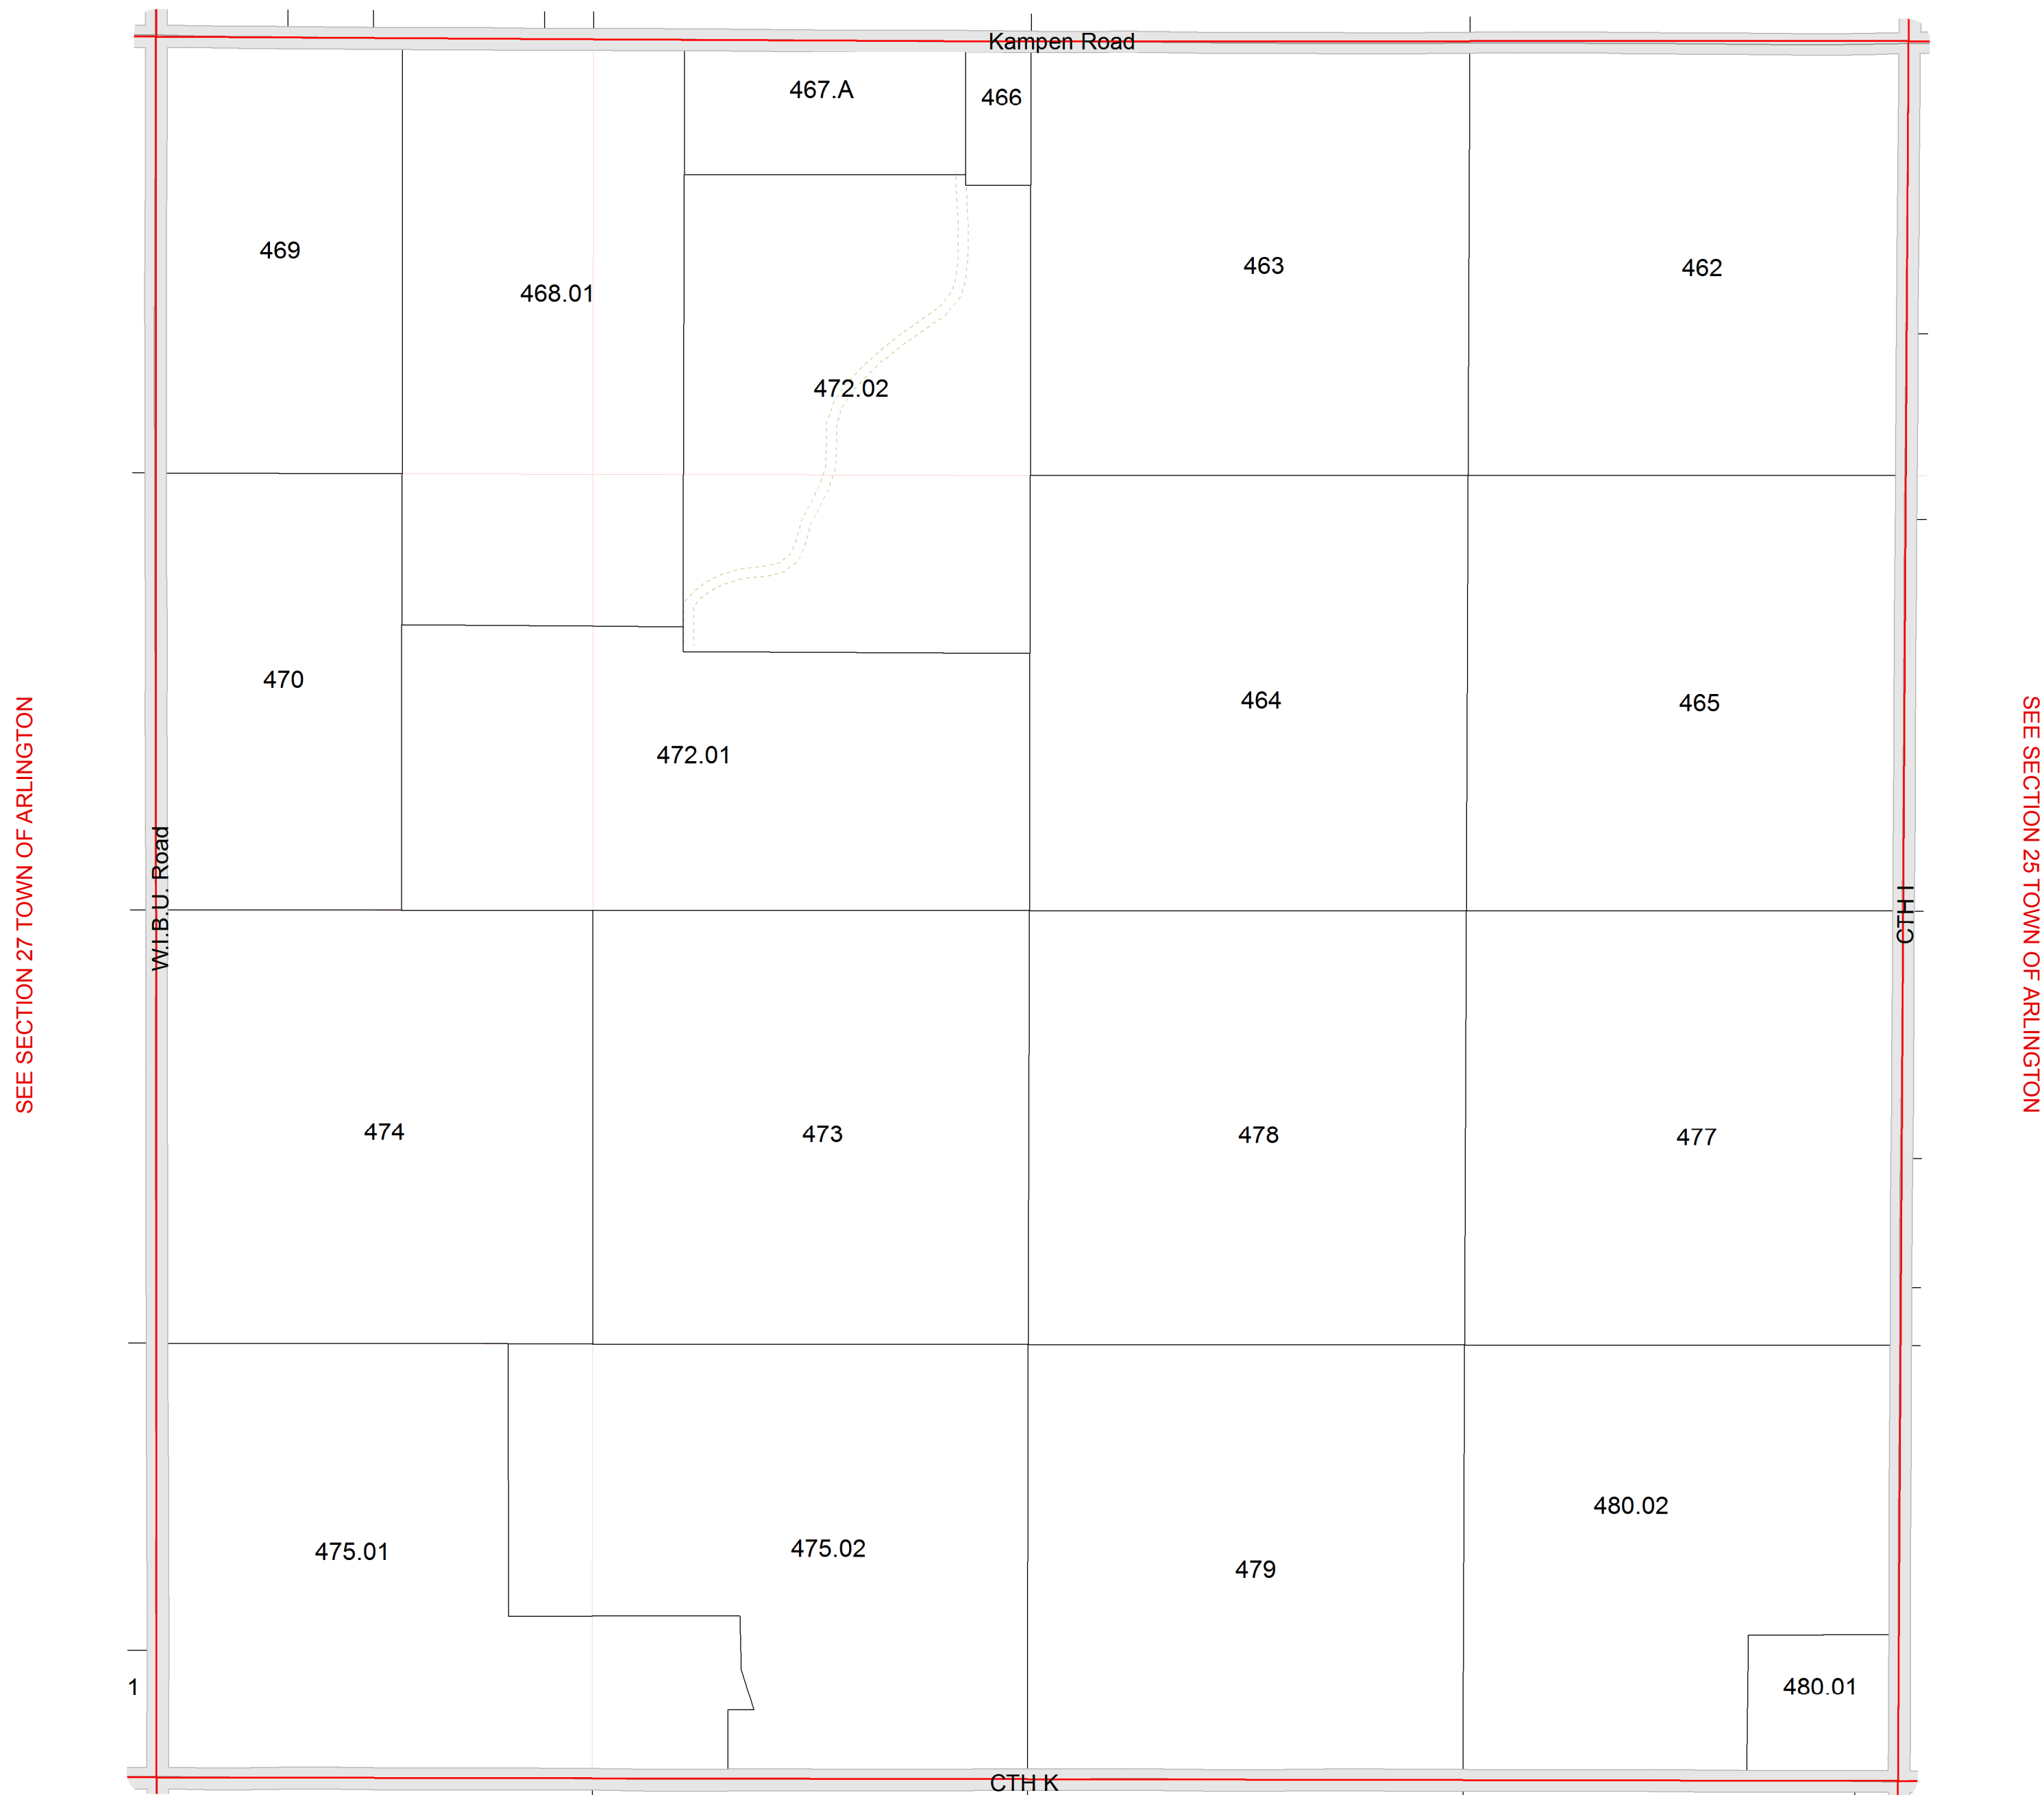 Kampen Road
467.A
466
469
463
462
468.01
472.02
470
464
465
472.01
SEE SECTION 27 TOWN OF ARLINGTON
W.I.B.U. Road
CTH I
SEE SECTION 25 TOWN OF ARLINGTON
474
473
478
477
480.02
475.01
475.02
479
1
480.01
CTH K